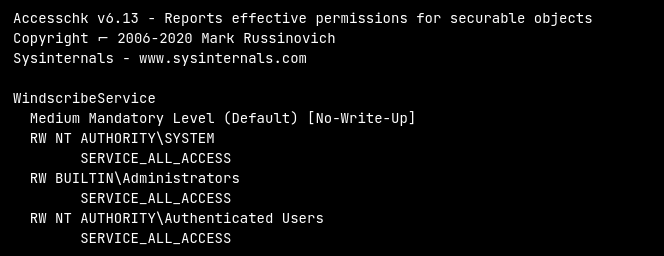 Accesschk v6.13 - Reports effective permissions for securable objects
Copyright ⌐ 2006-2020 Mark Russinovich
Sysinternals - www.sysinternals.com
WindscribeService
Medium Mandatory Level (Default) [No-Write-Up]
RW NT AUTHORITY\SYSTEM
SERVICE_ALL_ACCESS
RW BUILTIN\Administrators
SERVICE_ALL_ACCESS
RW NT AUTHORITY\Authenticated Users
SERVICE_ALL_ACCESS